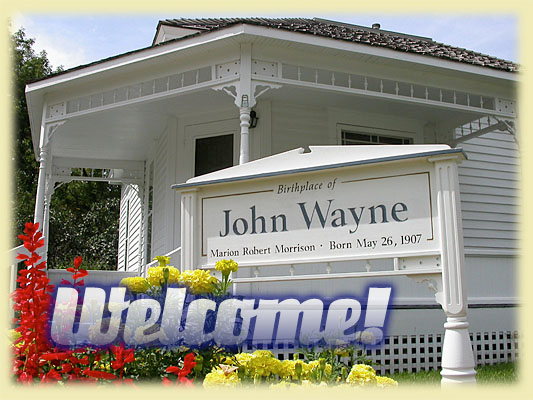 Birthplace of
John Wayne
Marion Robert Morrison · Born May 26, 1907
Welcome!